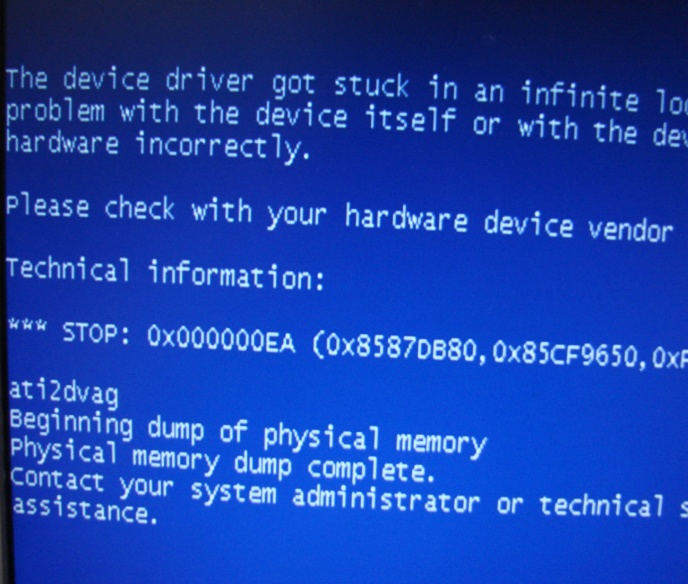 The device driver got stuck in an infinite
problem with the device itself or with the
hardware incorrectly.
Please check with your hardware device vendor
Technical information:
*** STOP: 0x000000EA (0x8587DB80,0x85CF9650,
ati2dvag
Beginning dump of physical memory
Physical memory dump complete.
Contact your system administrator or technical
assistance.